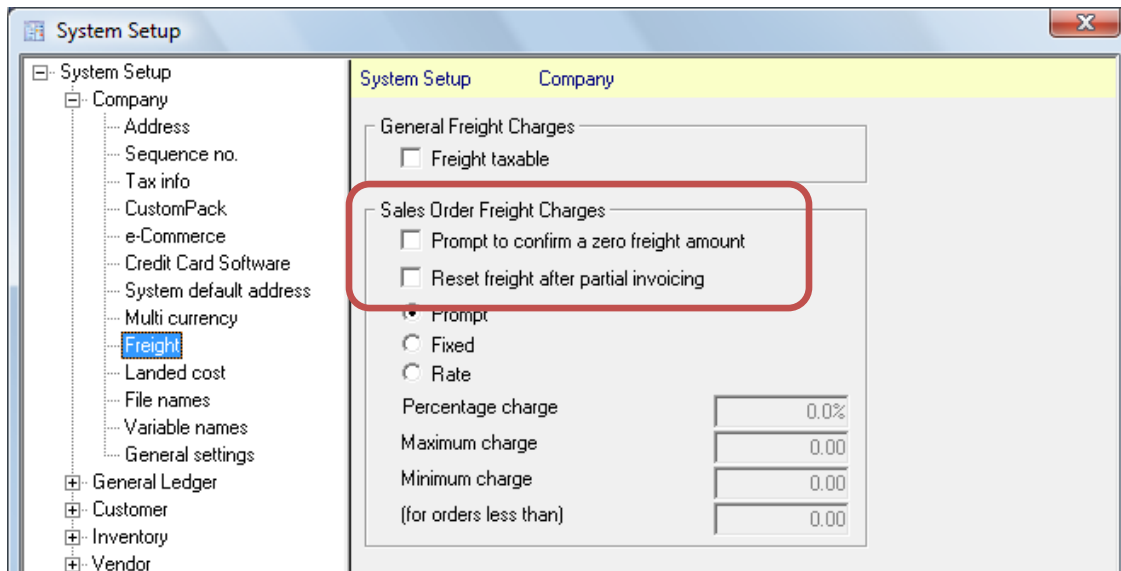 System Setup
System Setup
Company
Address
Sequence no.
Tax info
CustomPack
e-Commerce
Credit Card Software
System default address
Multi currency
Freight
Landed cost
File names
Variable names
General settings
General Ledger
Customer
Inventory
Vendor
System Setup Company
General Freight Charges
Freight taxable
Sales Order Freight Charges
Prompt to confirm a zero freight amount
Reset freight after partial invoicing
Prompt
Fixed
Rate
Percentage charge 0.0%
Maximum charge 0.00
Minimum charge 0.00
(for orders less than) 0.00